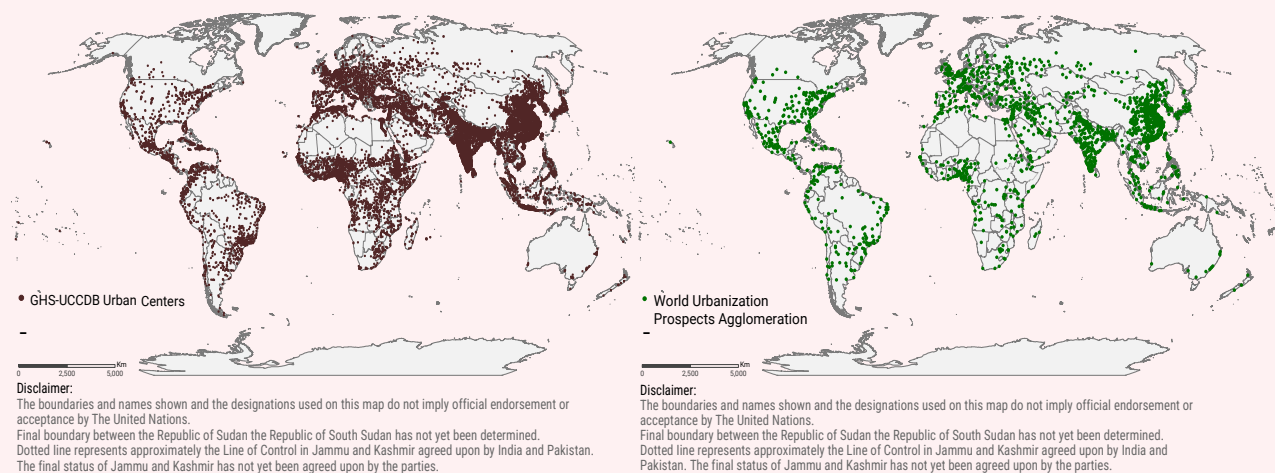 GHS-UCCDB Urban Centers
Km
0 2,500 5,000
Disclaimer:
The boundaries and names shown and the designations used on this map do not imply official endorsement or
acceptance by The United Nations.
Final boundary between the Republic of Sudan the Republic of South Sudan has not yet been determined.
Dotted line represents approximately the Line of Control in Jammu and Kashmir agreed upon by India and Pakistan.
The final status of Jammu and Kashmir has not yet been agreed upon by the parties.
World Urbanization
Prospects Agglomeration
Km
0 2,500 5,000
Disclaimer:
The boundaries and names shown and the designations used on this map do not imply official endorsement or
acceptance by The United Nations.
Final boundary between the Republic of Sudan the Republic of South Sudan has not yet been determined.
Dotted line represents approximately the Line of Control in Jammu and Kashmir agreed upon by India and
Pakistan. The final status of Jammu and Kashmir has not yet been agreed upon by the parties.